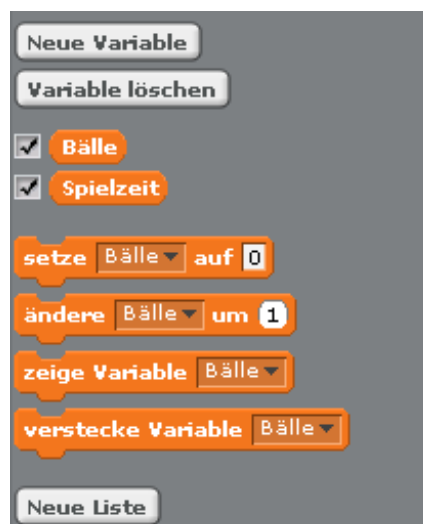 Neue Variable
Variable löschen
Bälle
Spielzeit
setze Bälle auf 0
ändere Bälle um 1
zeige Variable Bälle
verstecke Variable Bälle
Neue Liste